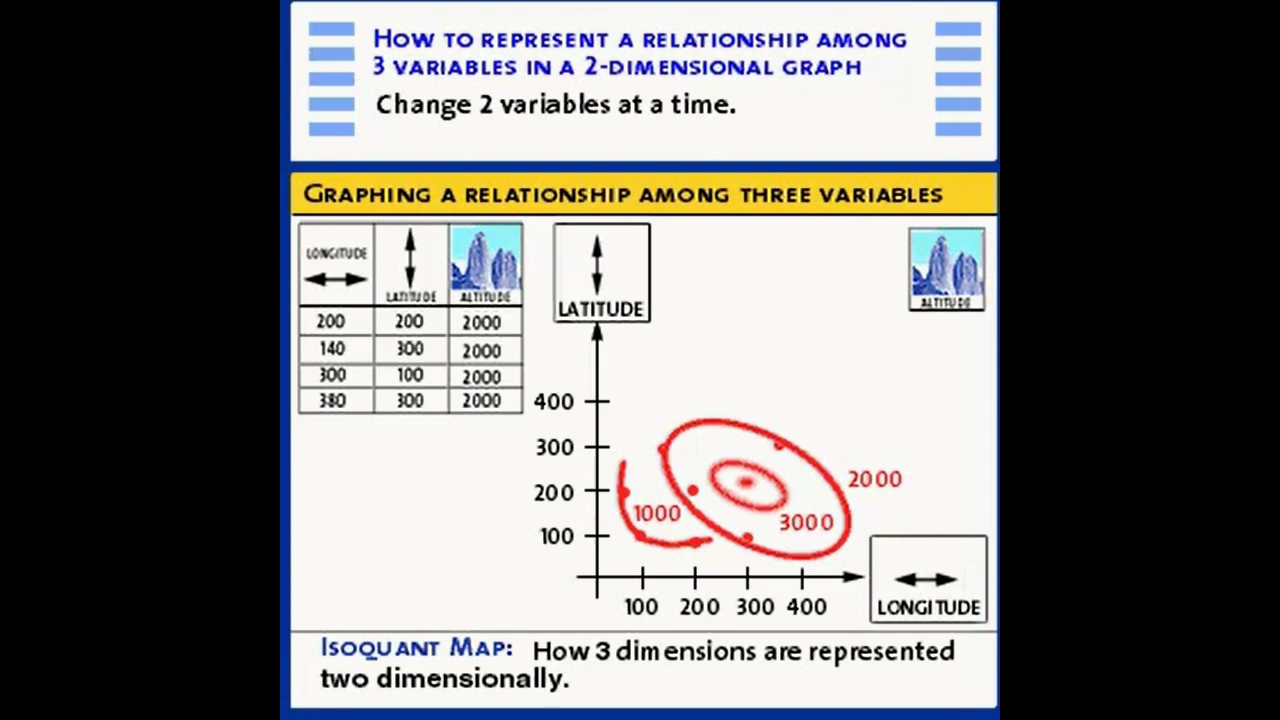 HOW TO REPRESENT A RELATIONSHIP AMONG
3 VARIABLES IN A 2-DIMENSIONAL GRAPH
Change 2 variables at a time.
GRAPHING A RELATIONSHIP AMONG THREE VARIABLES
LONGITUDE LATITUDE ALTITUDE
200 200 2000
140 300 2000
300 100 2000
380 300 2000
LATITUDE
ALTITUDE
400
300
200
100
2000
1000
3000
100 200 300 400
LONGITUDE
ISOQUANT MAP: How 3 dimensions are represented
two dimensionally.